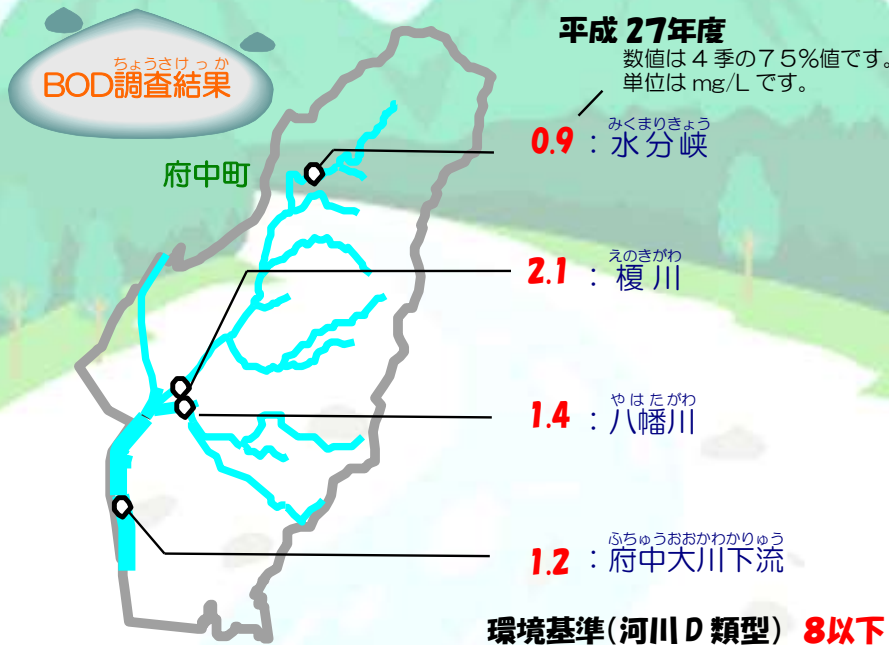 ちょうさけっか
BOD調査結果
平成27年度
数値は4季の75%値です。
単位はmg/Lです。
府中町
みくまりきょう
0.9：水分峡
えのきがわ
2.1：榎川
やはたがわ
1.4：八幡川
ふちゅうおおかわかりゅう
1.2：府中大川下流
環境基準(河川D類型) 8以下